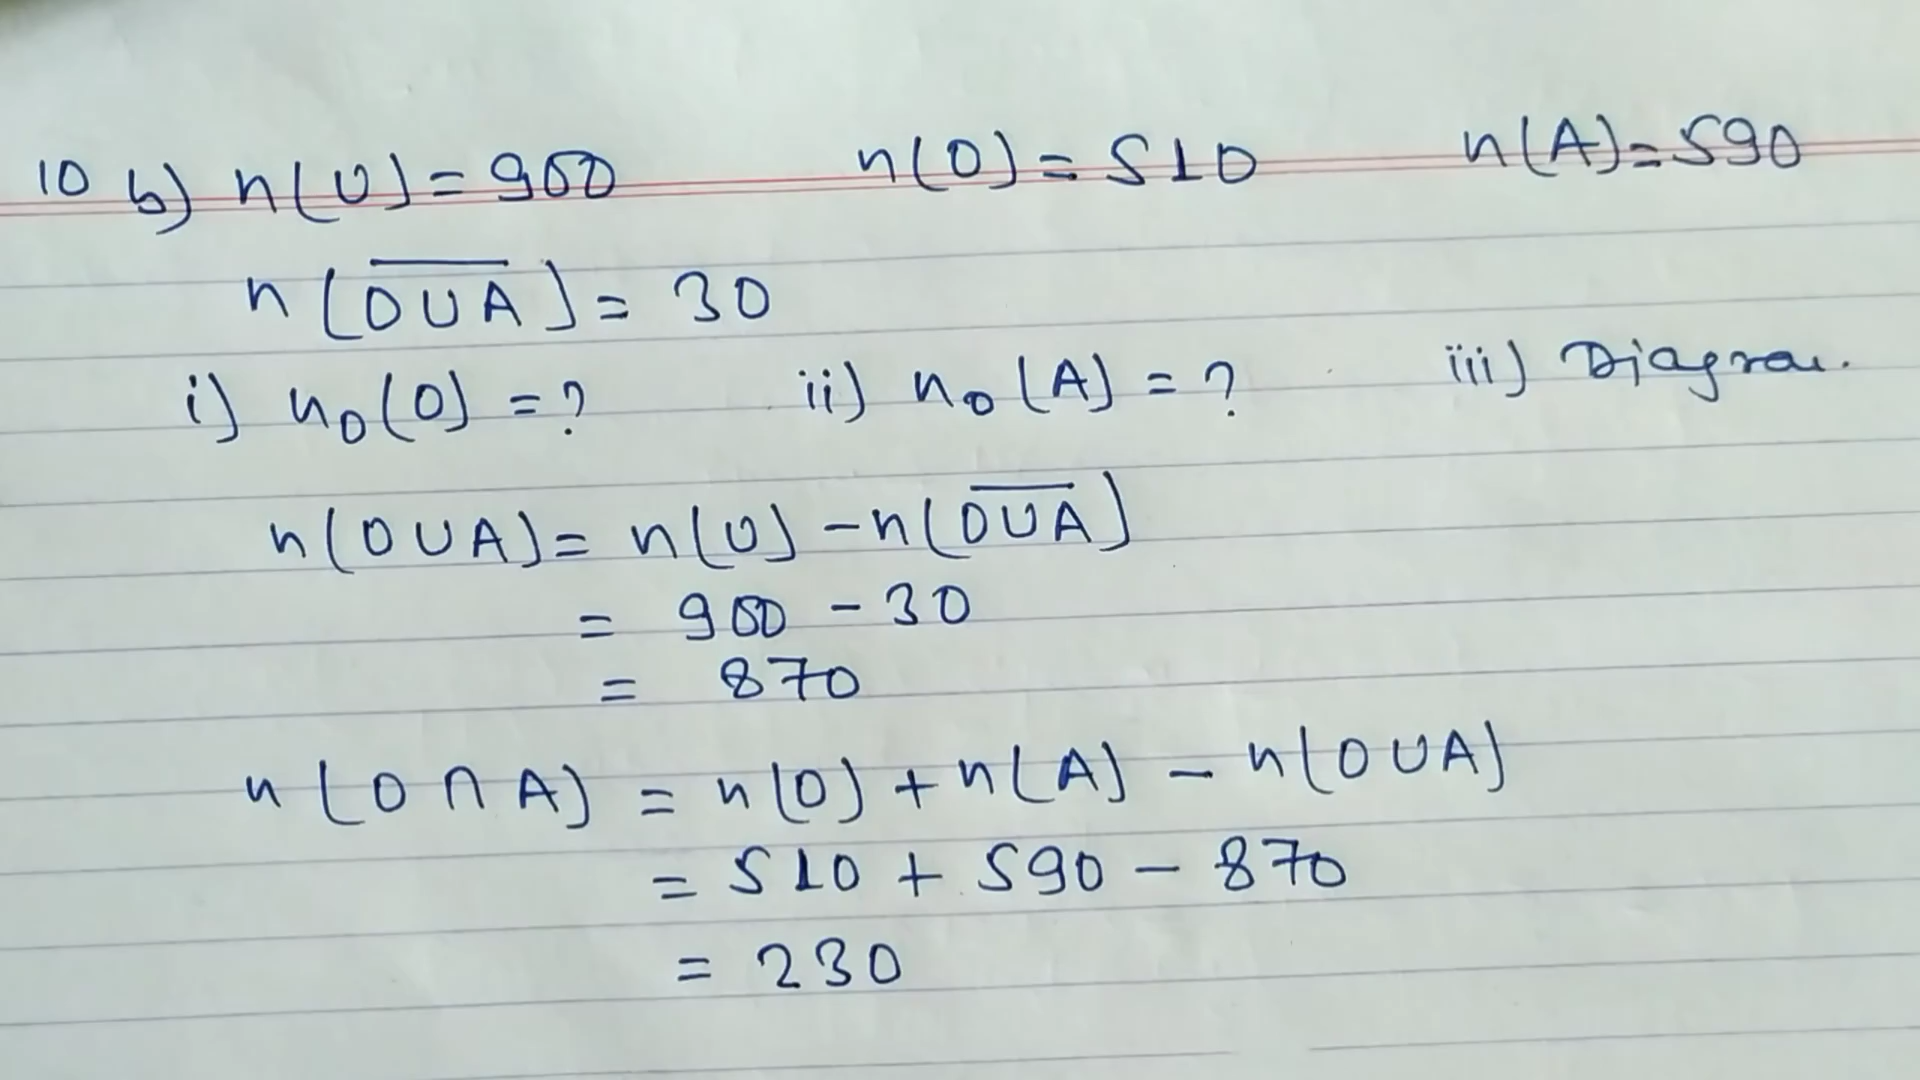 10 b) n(U) = 900 n(O) = 510 n(A) = 590
n(O̅U̅A̅) = 30
i) n₀(O) = ? ii) n₀(A) = ? iii) Diagram.
n(OUA) = n(U) - n(O̅U̅A̅)
= 900 - 30
= 870
n(O∩A) = n(O) + n(A) - n(OUA)
= 510 + 590 - 870
= 230